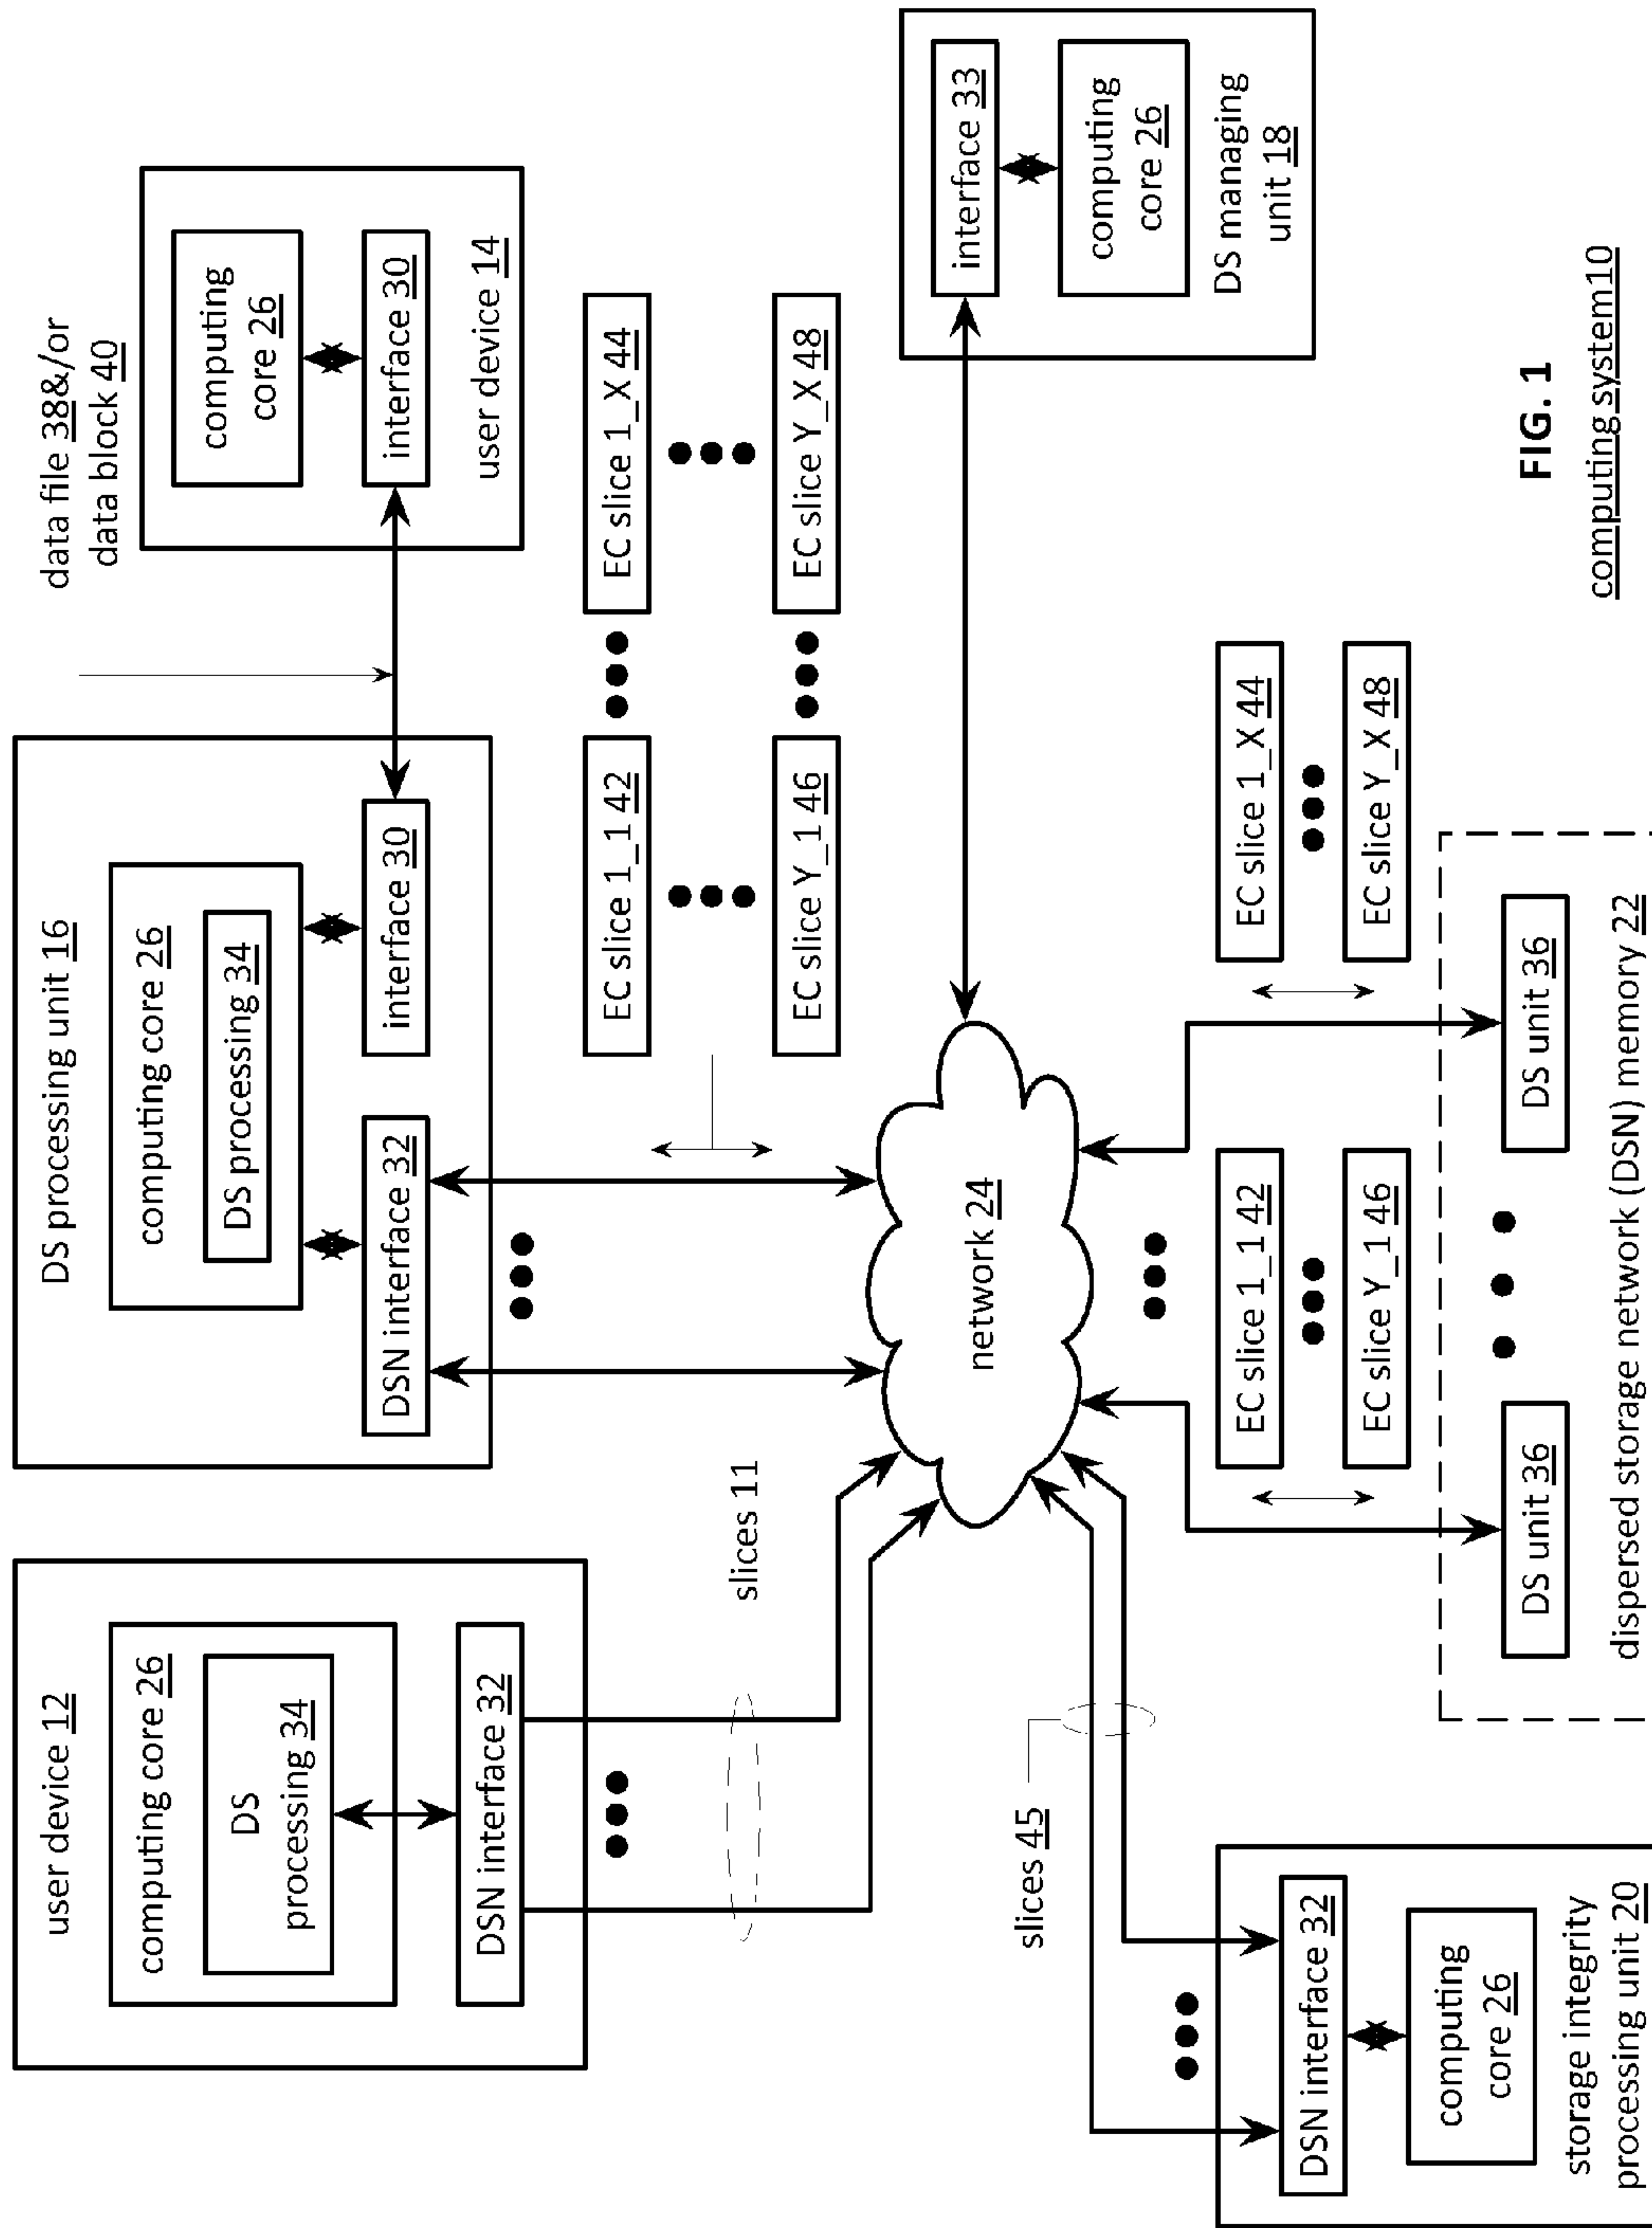 user device 12
computing core 26
DS
processing 34
DSN interface 32
slices 11
DS processing unit 16
computing core 26
DS processing 34
DSN interface 32
interface 30
data file 38&/or
data block 40
computing
core 26
interface 30
user device 14
EC slice 1_1 42
EC slice 1_X 44
EC slice Y_1 46
EC slice Y_X 48
network 24
interface 33
computing
core 26
DS managing
unit 18
slices 45
DSN interface 32
computing
core 26
storage integrity
processing unit 20
EC slice 1_1 42
EC slice Y_1 46
EC slice 1_X 44
EC slice Y_X 48
DS unit 36
DS unit 36
dispersed storage network (DSN) memory 22
FIG. 1
computing system10